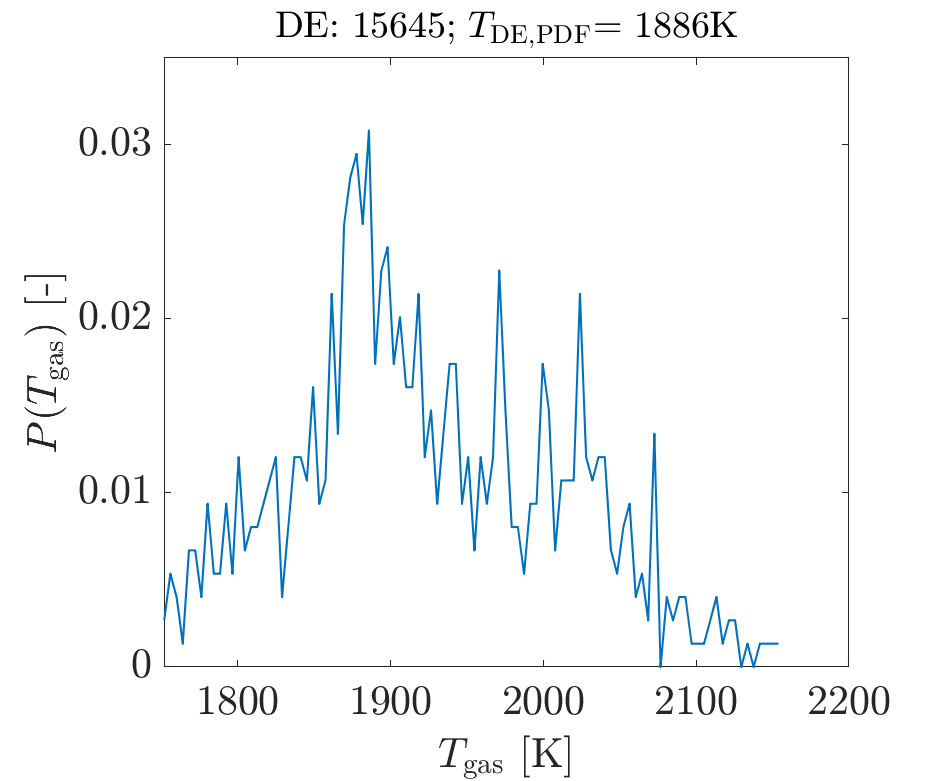 DE: 15645; T_DE,PDF= 1886K
0.03
0.02
0.01
0
P(T_gas) [-]
1800 1900 2000 2100 2200
T_gas [K]